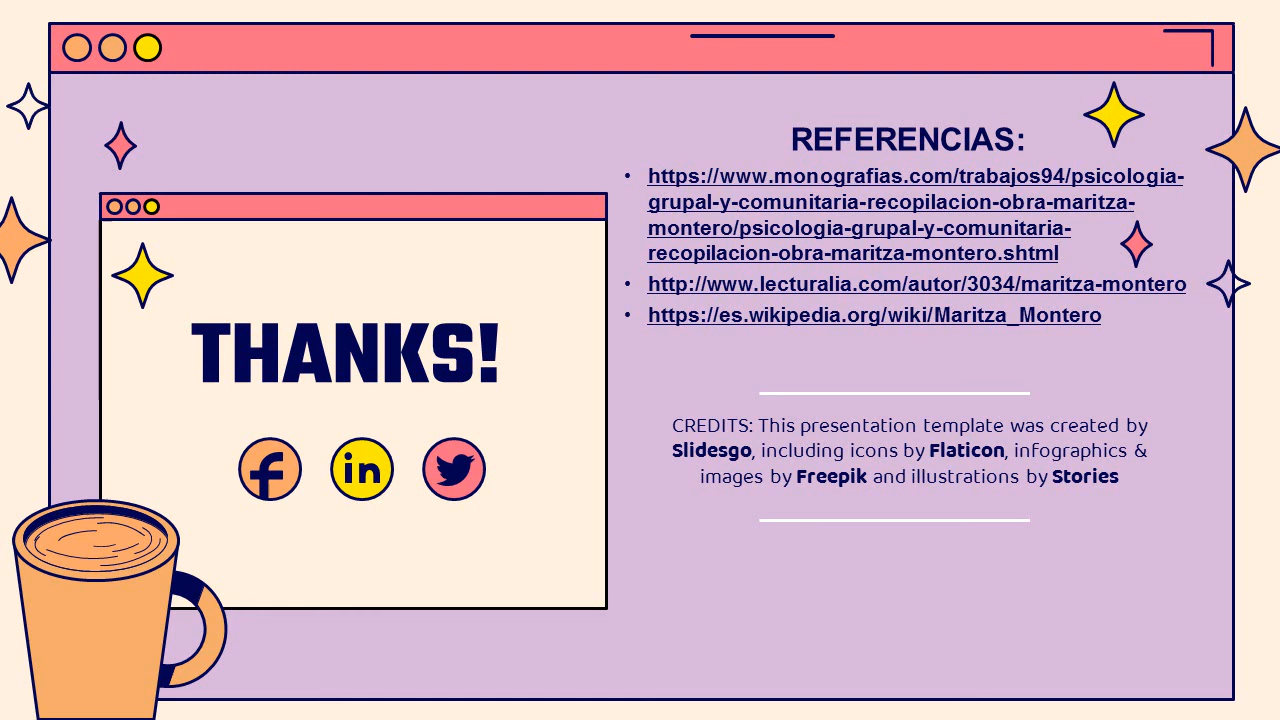 THANKS!
f
in
REFERENCIAS:
• https://www.monografias.com/trabajos94/psicologia-
grupal-y-comunitaria-recopilacion-obra-maritza-
montero/psicologia-grupal-y-comunitaria-
recopilacion-obra-maritza-montero.shtml
• http://www.lecturalia.com/autor/3034/maritza-montero
• https://es.wikipedia.org/wiki/Maritza_Montero
CREDITS: This presentation template was created by
Slidesgo, including icons by Flaticon, infographics &
images by Freepik and illustrations by Stories